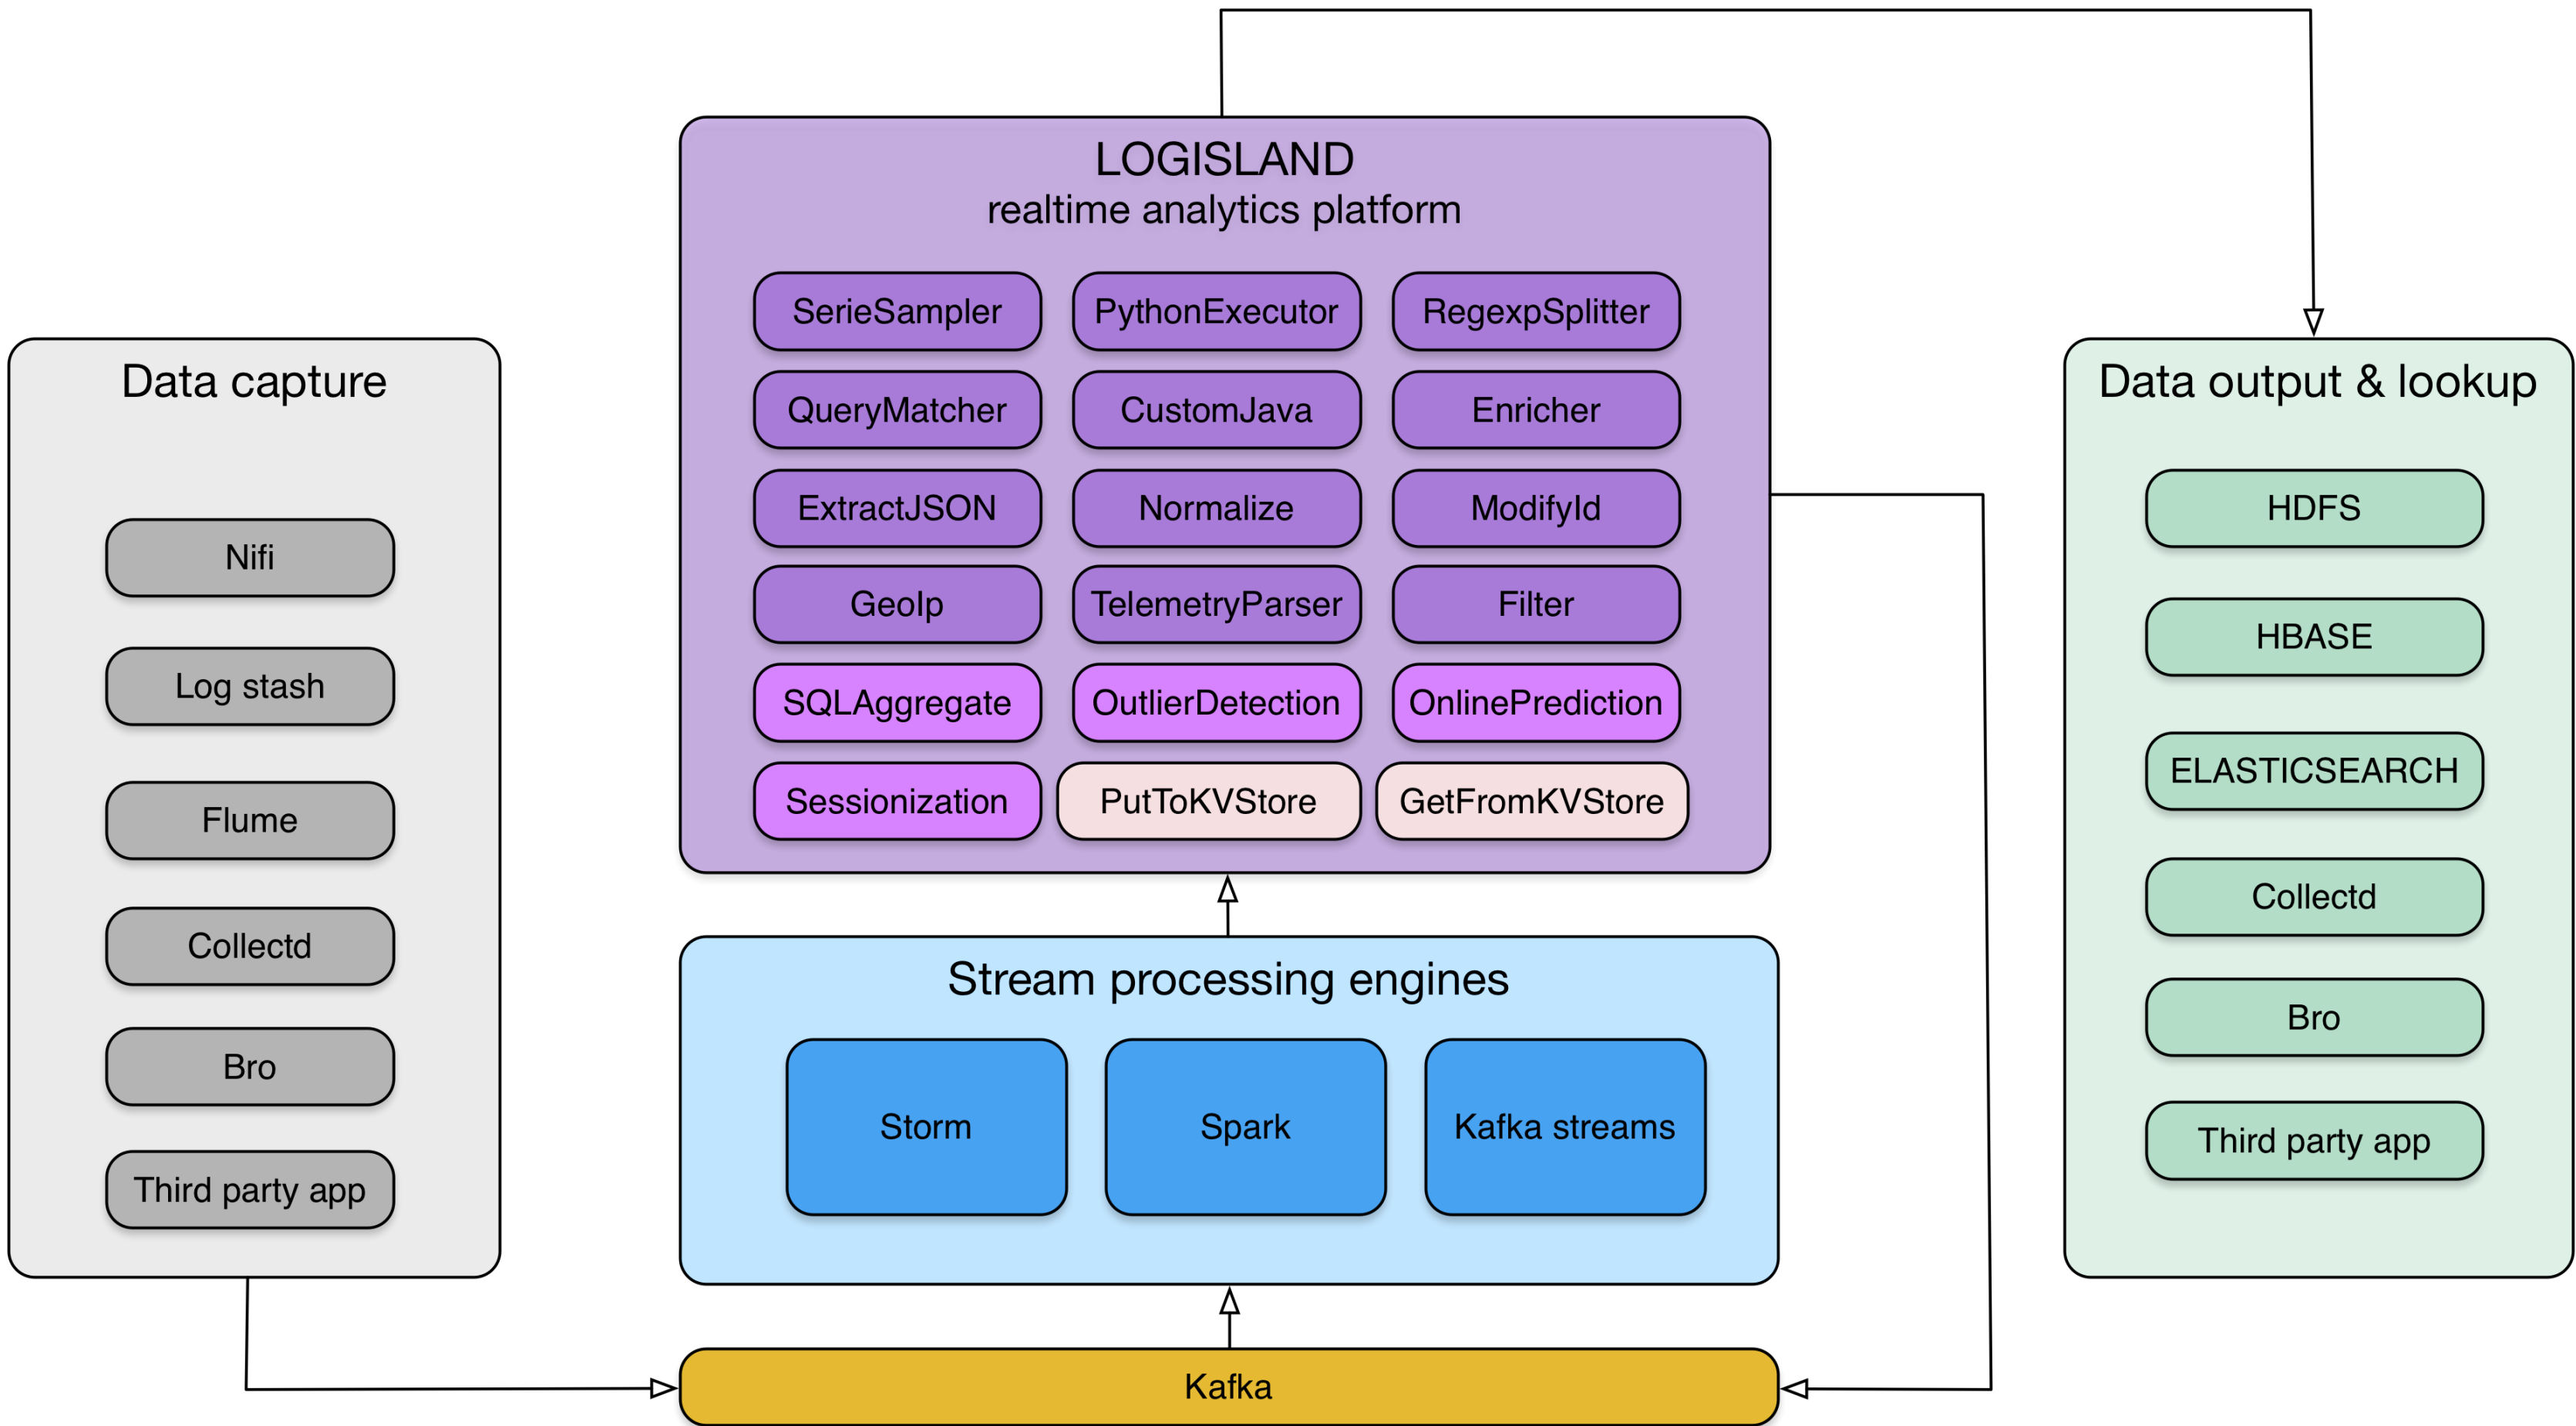 LOGISLAND
realtime analytics platform
SerieSampler
PythonExecutor
RegexpSplitter
QueryMatcher
CustomJava
Enricher
ExtractJSON
Normalize
ModifyId
GeoIp
TelemetryParser
Filter
SQLAggregate
OutlierDetection
OnlinePrediction
Sessionization
PutToKVStore
GetFromKVStore
Data capture
Nifi
Log stash
Flume
Collectd
Bro
Third party app
Stream processing engines
Storm
Spark
Kafka streams
Kafka
Data output & lookup
HDFS
HBASE
ELASTICSEARCH
Collectd
Bro
Third party app